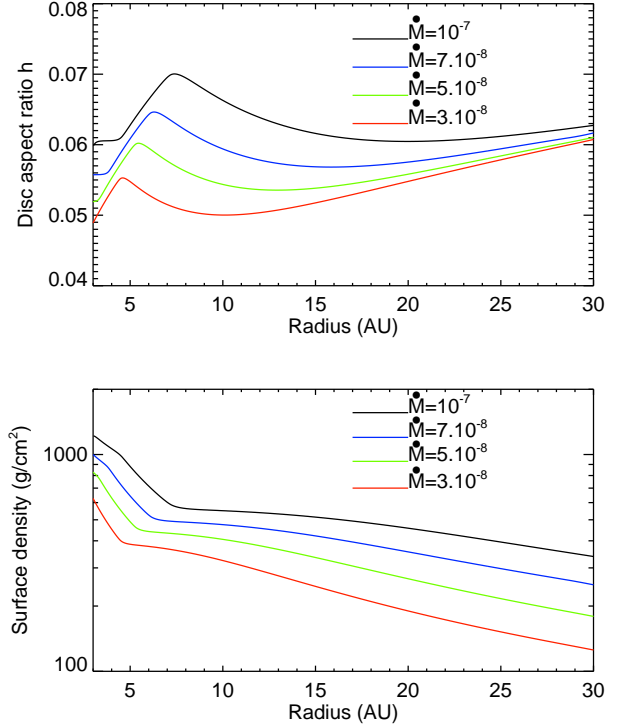 0.08
0.07
0.06
0.05
0.04
Disc aspect ratio h
Ṁ=10⁻⁷
Ṁ=7.10⁻⁸
Ṁ=5.10⁻⁸
Ṁ=3.10⁻⁸
5 10 15 20 25 30
Radius (AU)
1000
100
Surface density (g/cm²)
Ṁ=10⁻⁷
Ṁ=7.10⁻⁸
Ṁ=5.10⁻⁸
Ṁ=3.10⁻⁸
5 10 15 20 25 30
Radius (AU)